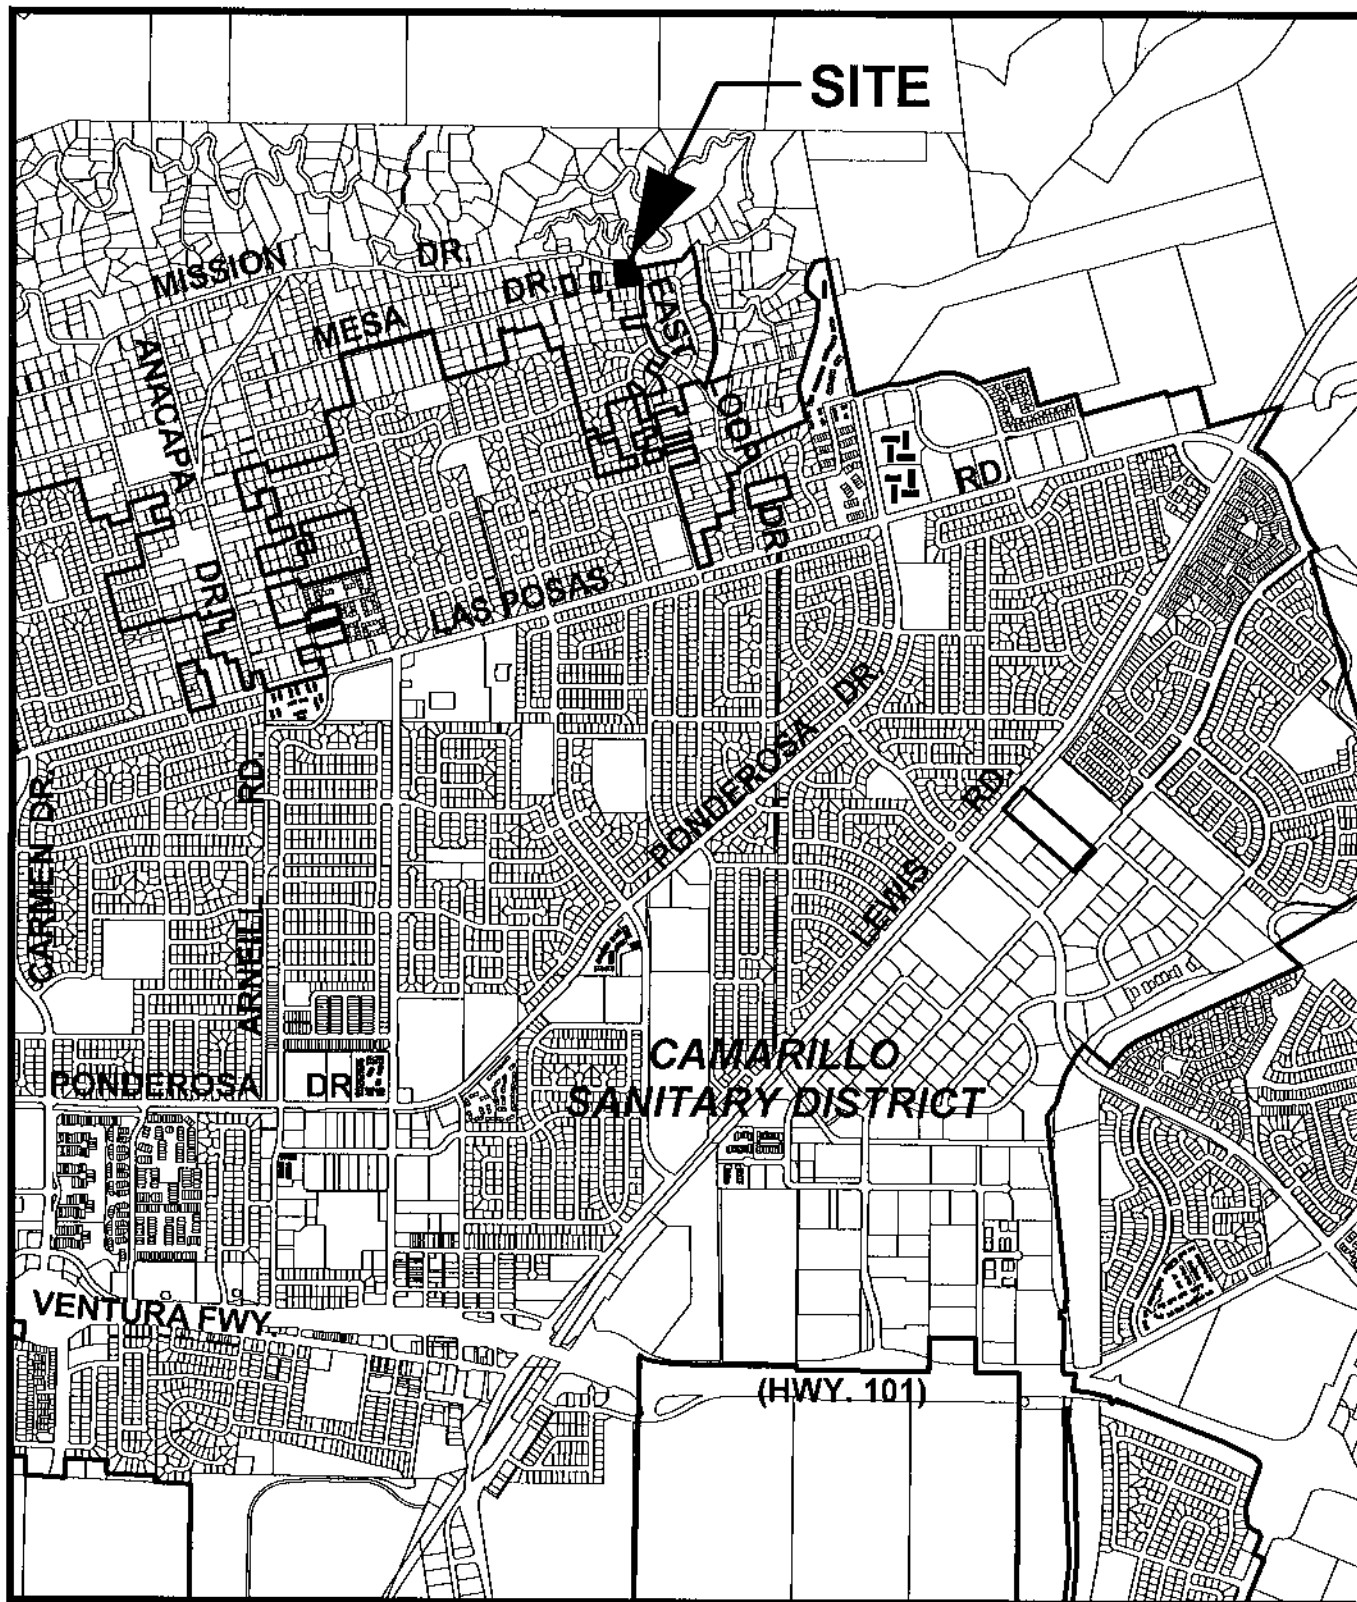 SITE
MISSION DR.
MESA DR.
EAST LOOP DR
ANACAPA DR
LAS POSAS RD
PONDEROSA DR
LEWIS RD.
CARMEN DR.
ARNEILL RD.
CAMARILLO
SANITARY DISTRICT
PONDEROSA DR
VENTURA FWY.
(HWY. 101)